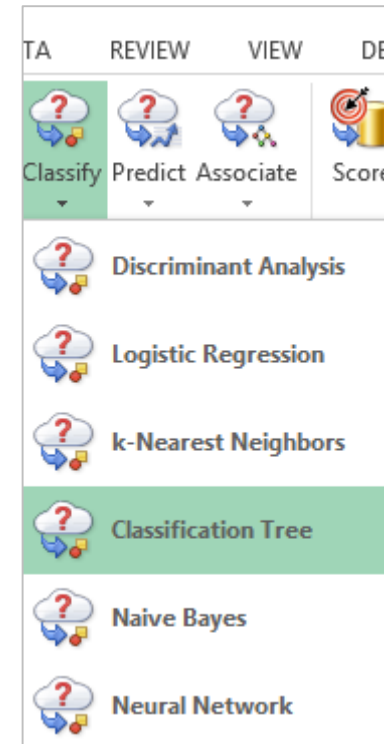 TA REVIEW VIEW DE
Classify Predict Associate Score
Discriminant Analysis
Logistic Regression
k-Nearest Neighbors
Classification Tree
Naive Bayes
Neural Network